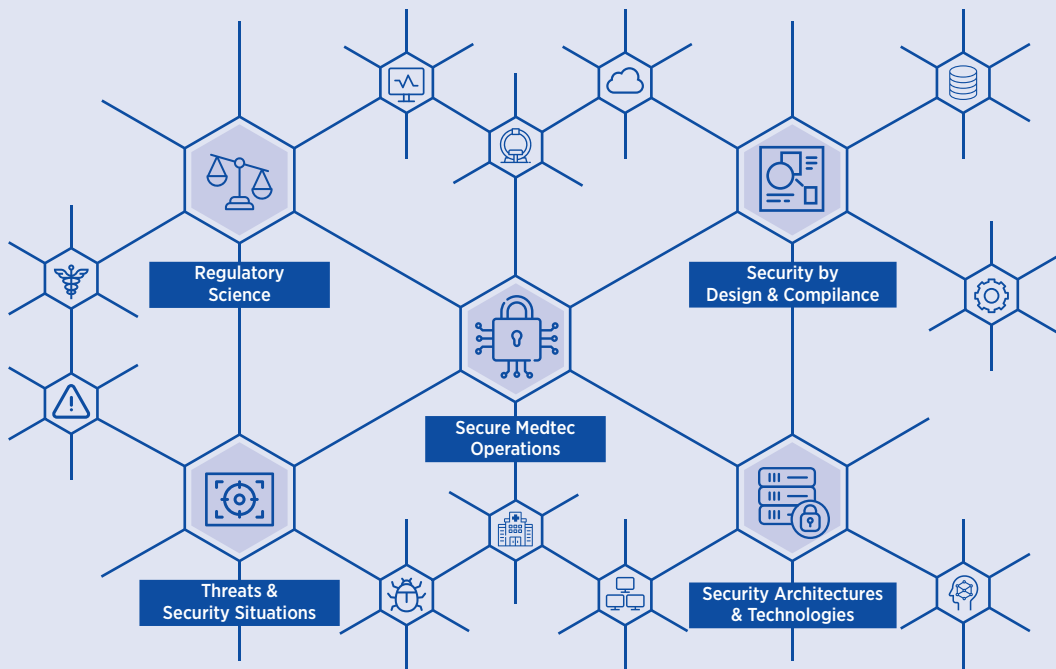 Regulatory
Science
Security by
Design & Compilance
Secure Medtec
Operations
Threats &
Security Situations
Security Architectures
& Technologies